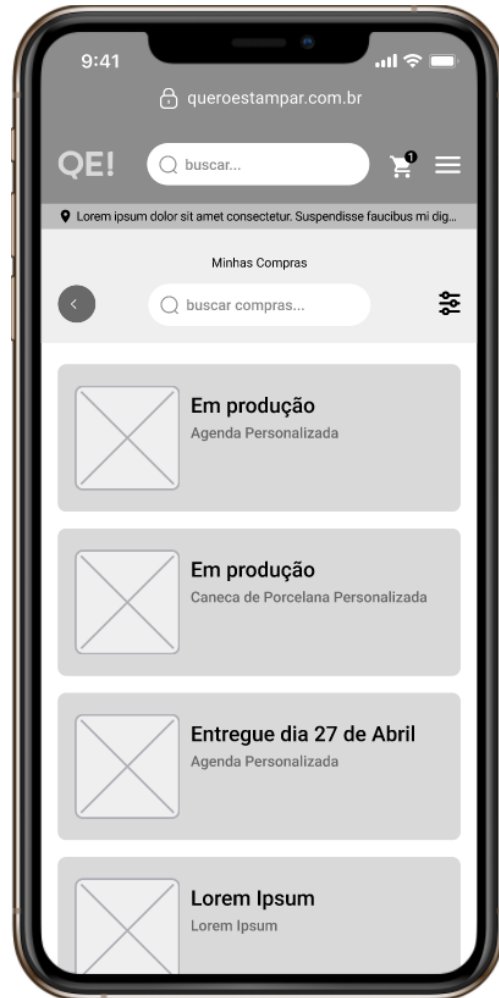 9:41
queroestampar.com.br
QE!
buscar...
1
Lorem ipsum dolor sit amet consectetur. Suspendisse faucibus mi dig...
Minhas Compras
buscar compras...
Em produção
Agenda Personalizada
Em produção
Caneca de Porcelana Personalizada
Entregue dia 27 de Abril
Agenda Personalizada
Lorem Ipsum
Lorem Ipsum